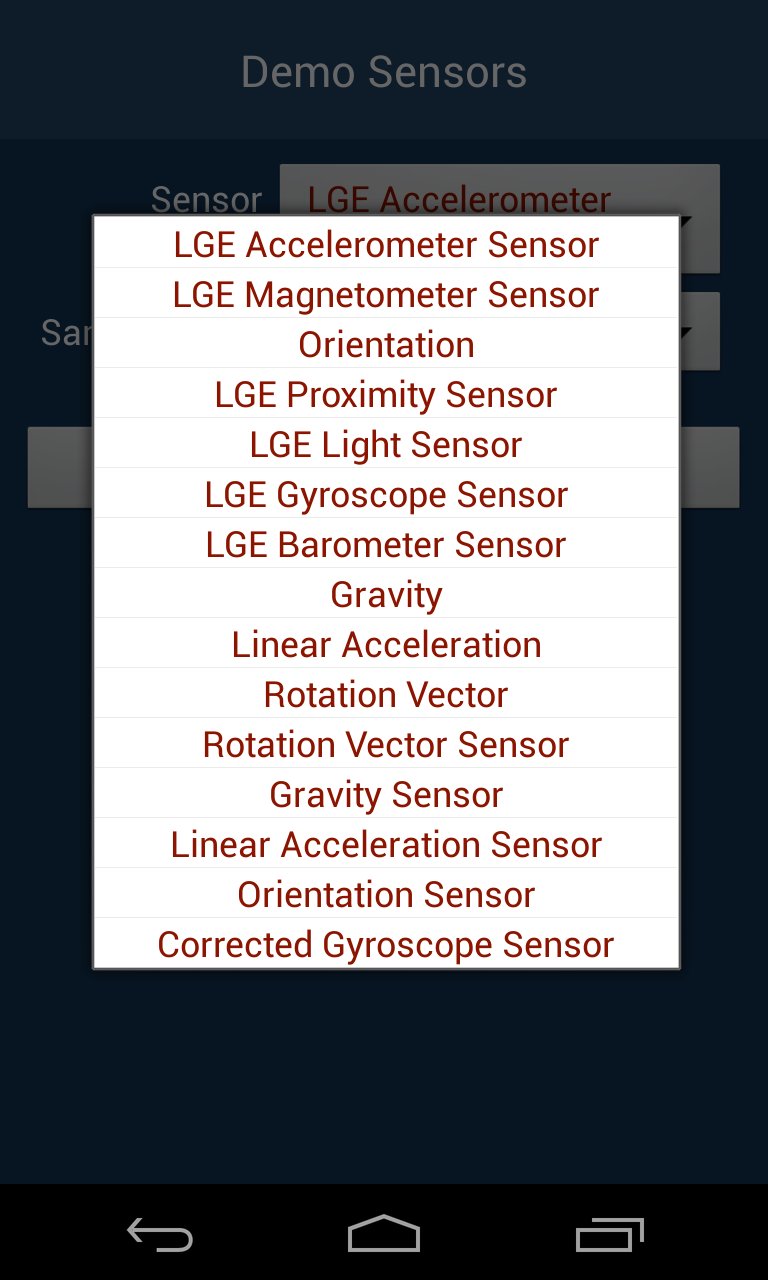 Demo Sensors
Sensor LGE Accelerometer
LGE Accelerometer Sensor
LGE Magnetometer Sensor
Orientation
LGE Proximity Sensor
LGE Light Sensor
LGE Gyroscope Sensor
LGE Barometer Sensor
Gravity
Linear Acceleration
Rotation Vector
Rotation Vector Sensor
Gravity Sensor
Linear Acceleration Sensor
Orientation Sensor
Corrected Gyroscope Sensor